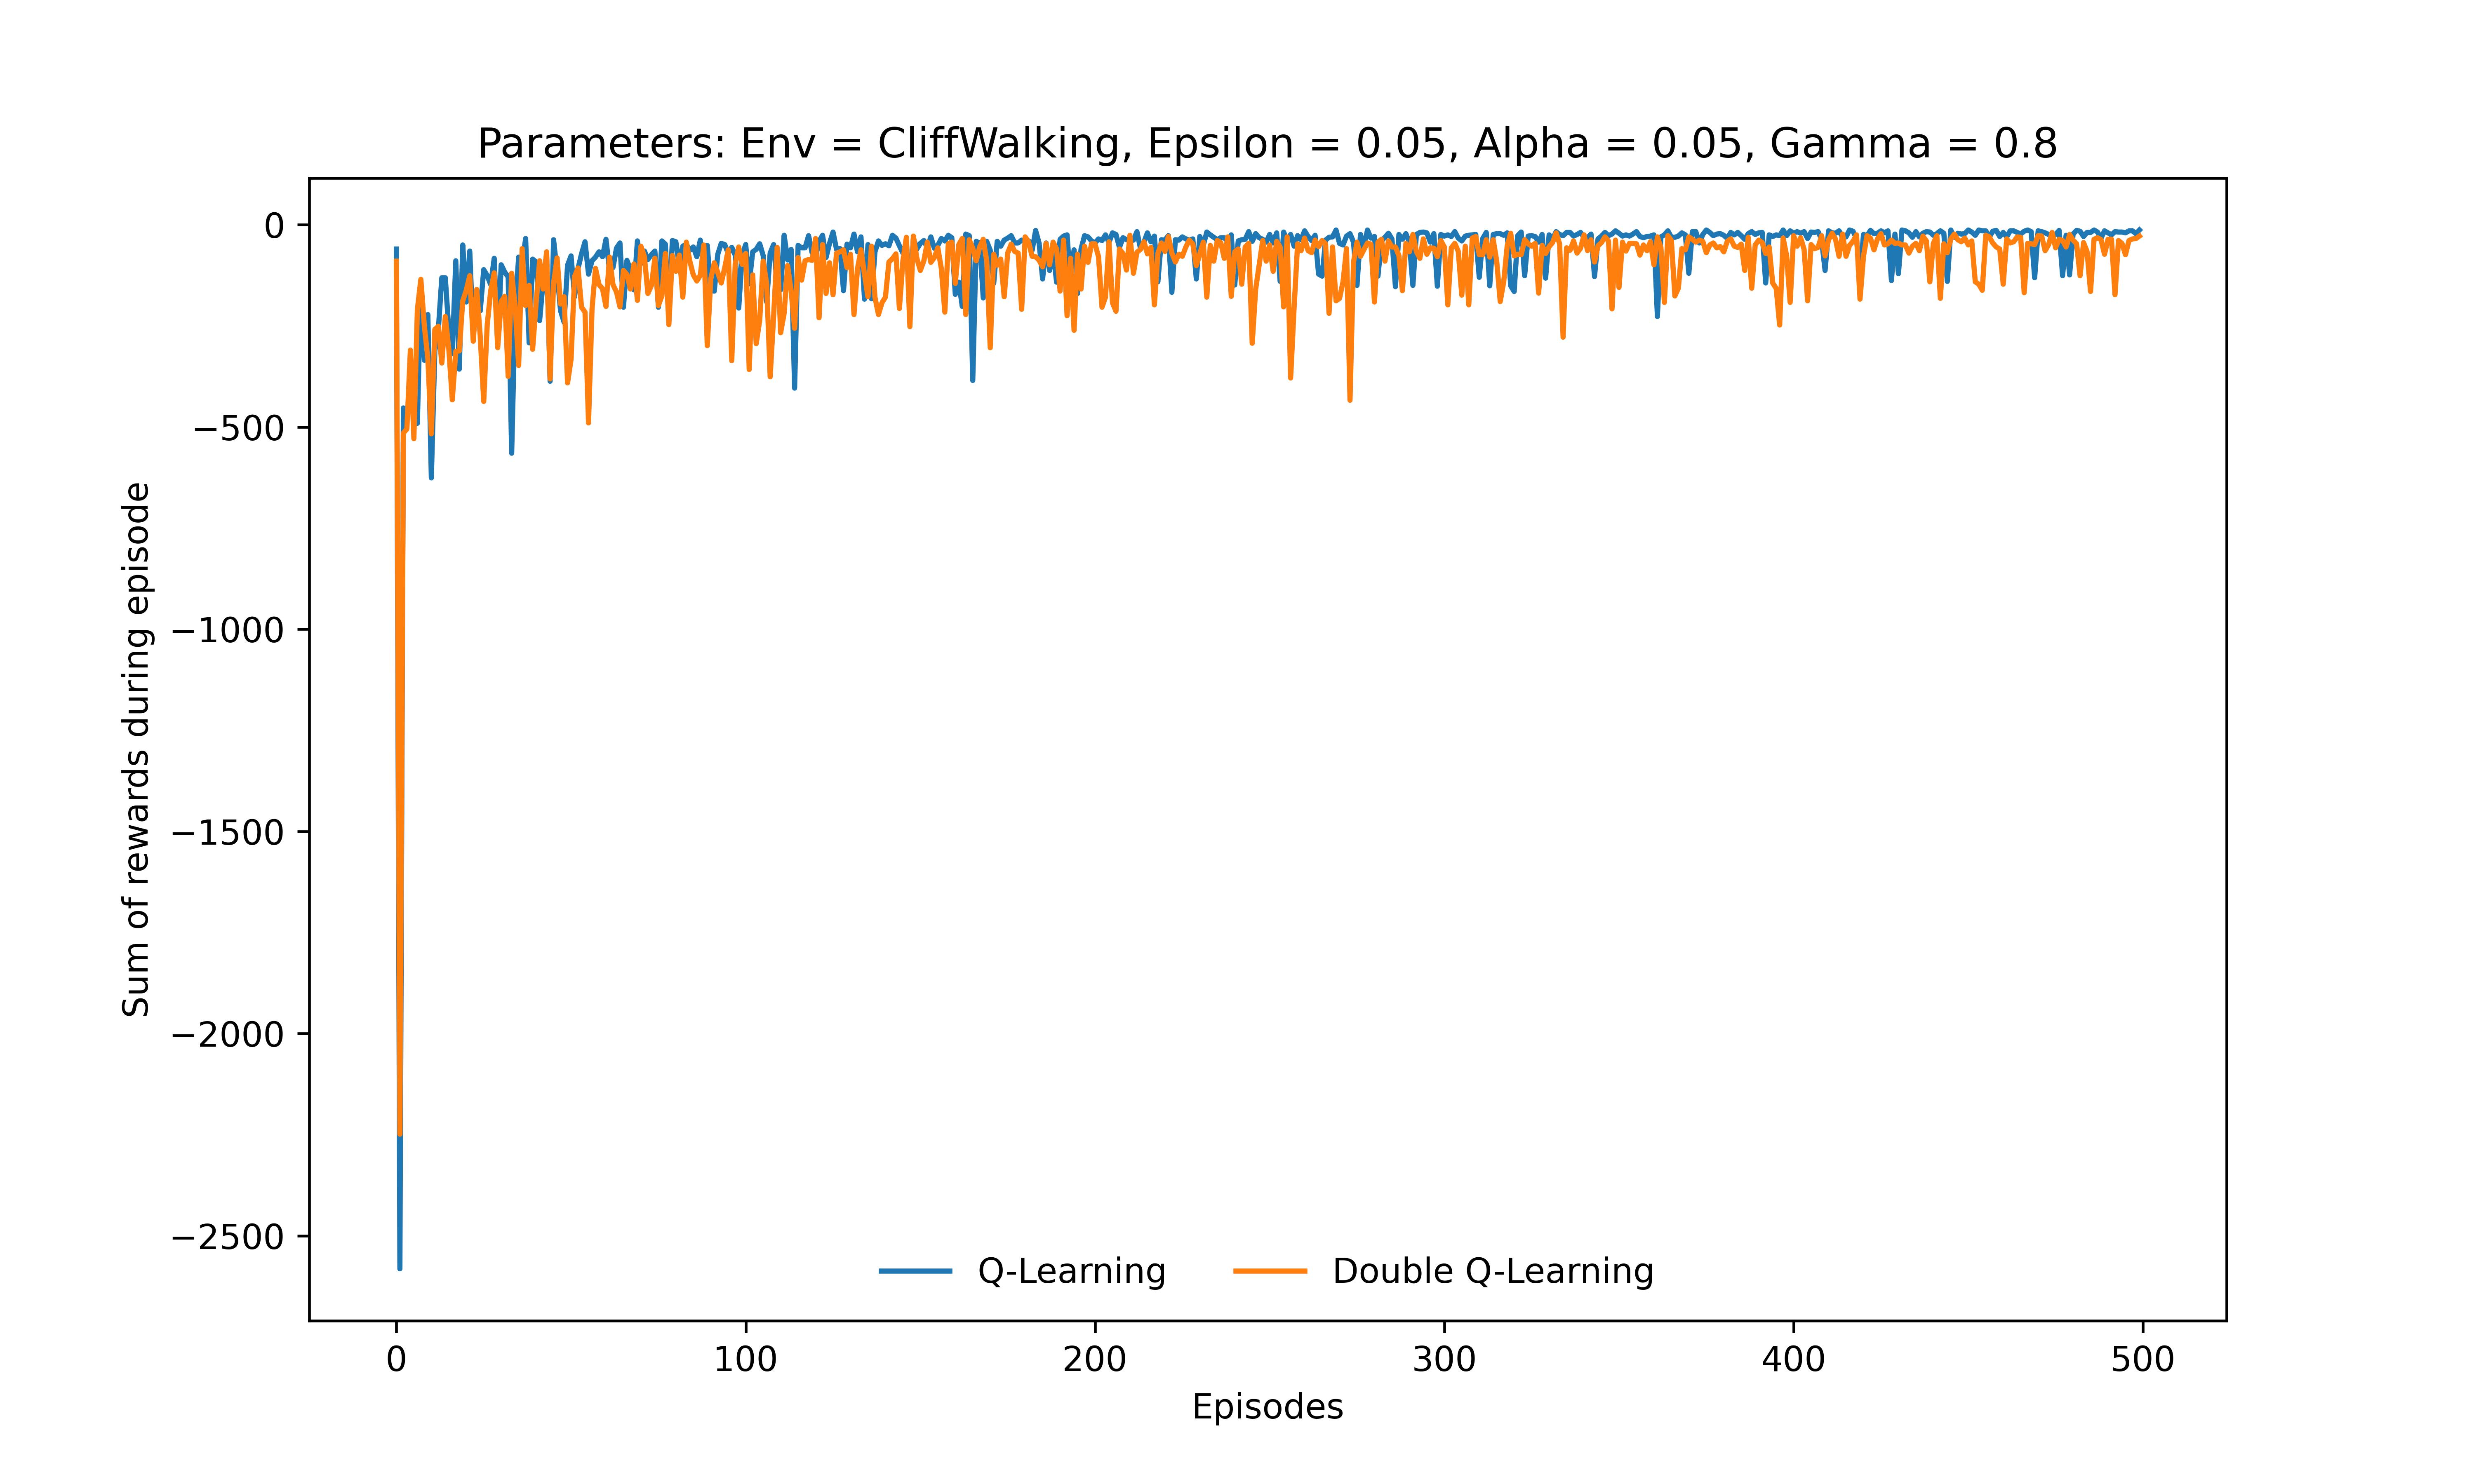 Parameters: Env = CliffWalking, Epsilon = 0.05, Alpha = 0.05, Gamma = 0.8
Sum of rewards during episode
0
−500
−1000
−1500
−2000
−2500
Q-Learning
Double Q-Learning
0
100
200
300
400
500
Episodes